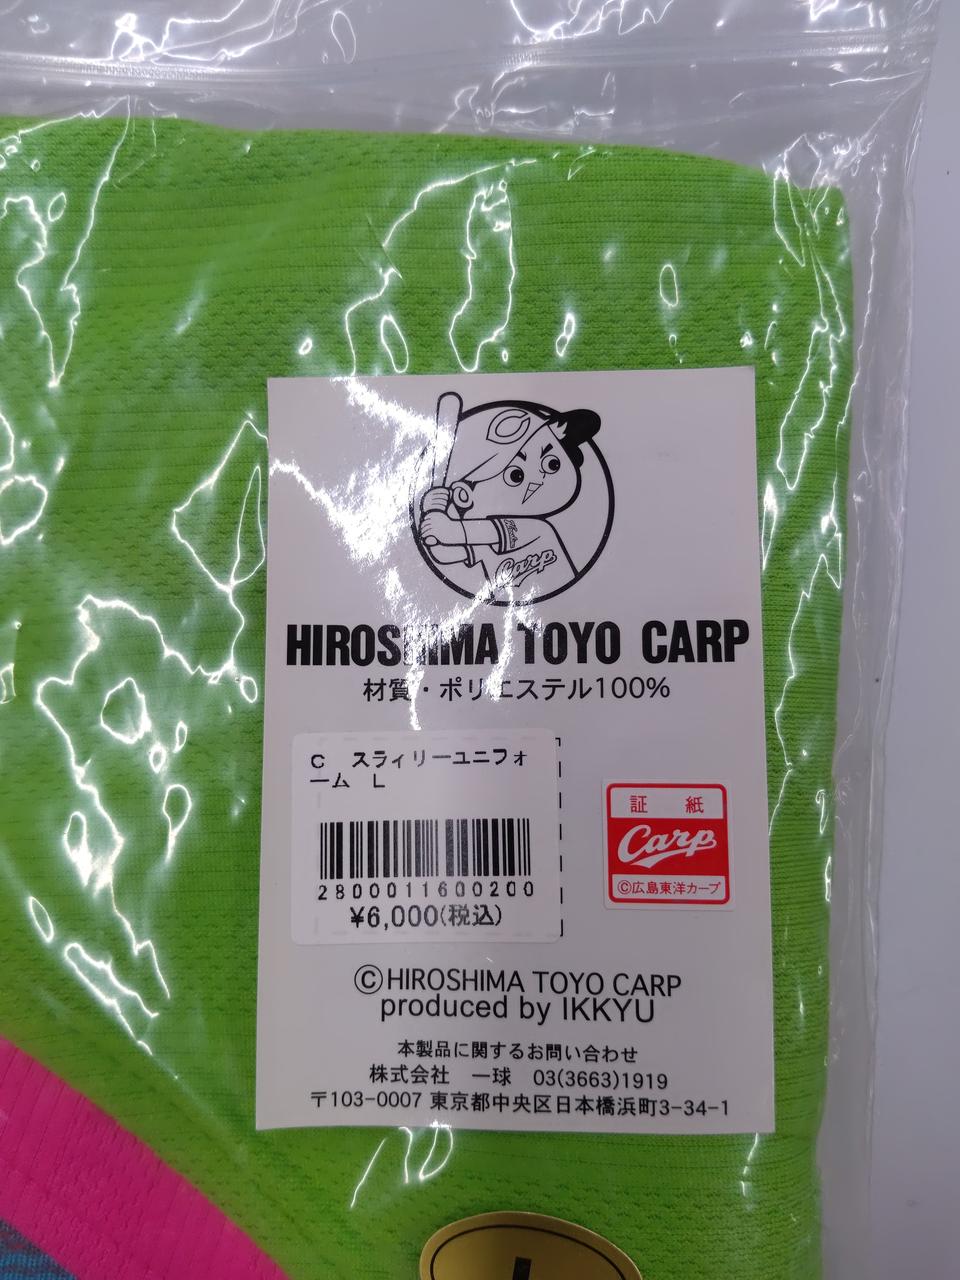 Carp
HIROSHIMA TOYO CARP
材質・ポリエステル100%
C スラィリーユニフォ
ーム L
2800011600200
¥6,000(税込)
証 紙
Carp
©広島東洋カープ
©HIROSHIMA TOYO CARP
produced by IKKYU
本製品に関するお問い合わせ
株式会社 一球 03(3663)1919
〒103-0007 東京都中央区日本橋浜町3-34-1
L